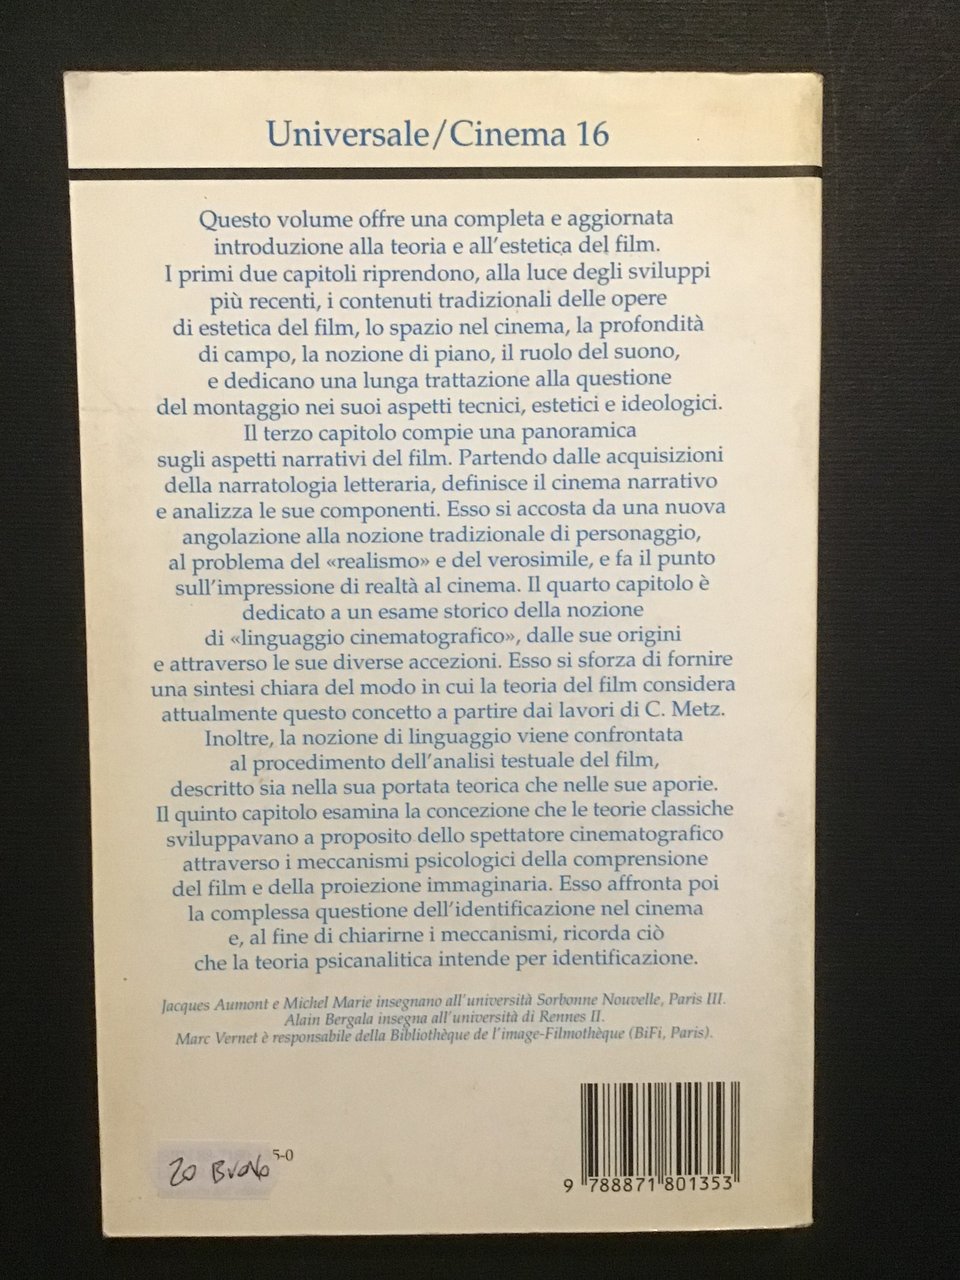 Universale/Cinema 16
Questo volume offre una completa e aggiornata
introduzione alla teoria e all'estetica del film.
I primi due capitoli riprendono, alla luce degli sviluppi
più recenti, i contenuti tradizionali delle opere
di estetica del film, lo spazio nel cinema, la profondità
di campo, la nozione di piano, il ruolo del suono,
e dedicano una lunga trattazione alla questione
del montaggio nei suoi aspetti tecnici, estetici e ideologici.
Il terzo capitolo compie una panoramica
sugli aspetti narrativi del film. Partendo dalle acquisizioni
della narratologia letteraria, definisce il cinema narrativo
e analizza le sue componenti. Esso si accosta da una nuova
angolazione alla nozione tradizionale di personaggio,
al problema del «realismo» e del verosimile, e fa il punto
sull'impressione di realtà al cinema. Il quarto capitolo è
dedicato a un esame storico della nozione
di «linguaggio cinematografico», dalle sue origini
e attraverso le sue diverse accezioni. Esso si sforza di fornire
una sintesi chiara del modo in cui la teoria del film considera
attualmente questo concetto a partire dai lavori di C. Metz.
Inoltre, la nozione di linguaggio viene confrontata
al procedimento dell'analisi testuale del film,
descritto sia nella sua portata teorica che nelle sue aporie.
Il quinto capitolo esamina la concezione che le teorie classiche
sviluppavano a proposito dello spettatore cinematografico
attraverso i meccanismi psicologici della comprensione
del film e della proiezione immaginaria. Esso affronta poi
la complessa questione dell'identificazione nel cinema
e, al fine di chiarirne i meccanismi, ricorda ciò
che la teoria psicanalitica intende per identificazione.
Jacques Aumont e Michel Marie insegnano all'università Sorbonne Nouvelle, Paris III.
Alain Bergala insegna all'università di Rennes II.
Marc Vernet è responsabile della Bibliothèque de l'image-Filmothèque (BiFi, Paris).
20 BUONO 5-0
9 788871 801353